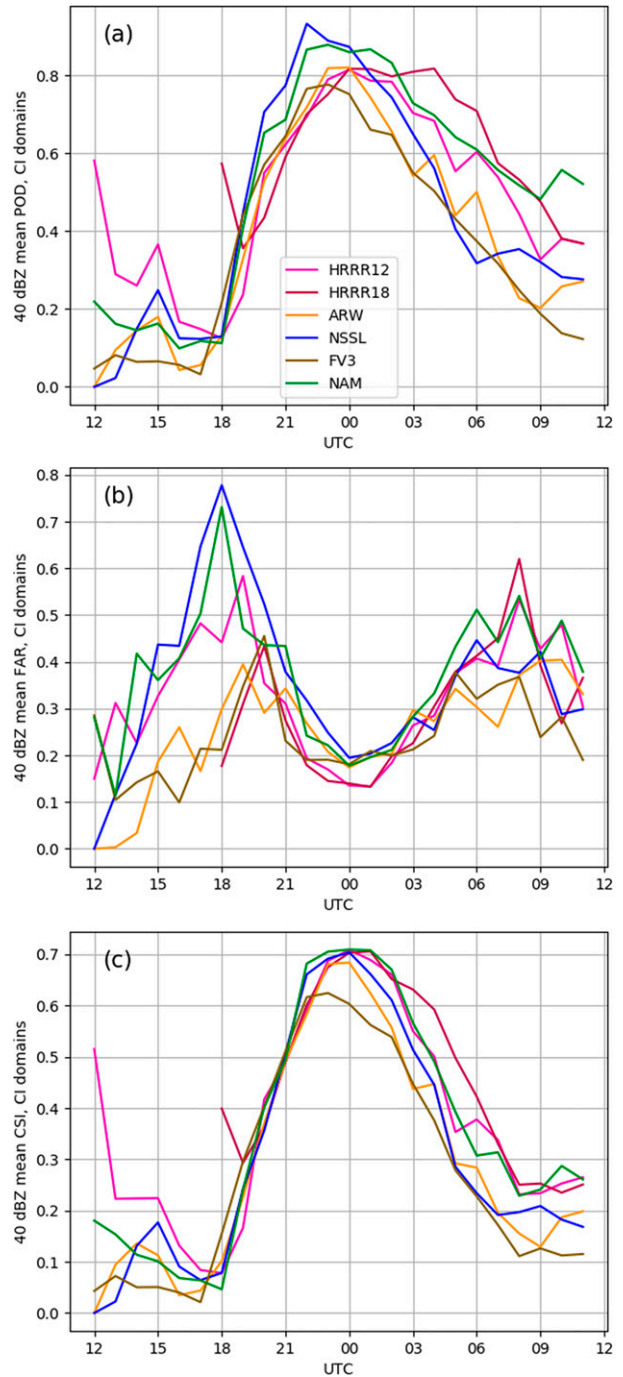 (a)
40 dBZ mean POD, CI domains
0.8
0.6
0.4
0.2
0.0
HRRR12
HRRR18
ARW
NSSL
FV3
NAM
12 15 18 21 00 03 06 09 12
UTC
(b)
40 dBZ mean FAR, CI domains
0.8
0.7
0.6
0.5
0.4
0.3
0.2
0.1
0.0
12 15 18 21 00 03 06 09 12
UTC
(c)
40 dBZ mean CSI, CI domains
0.7
0.6
0.5
0.4
0.3
0.2
0.1
0.0
12 15 18 21 00 03 06 09 12
UTC